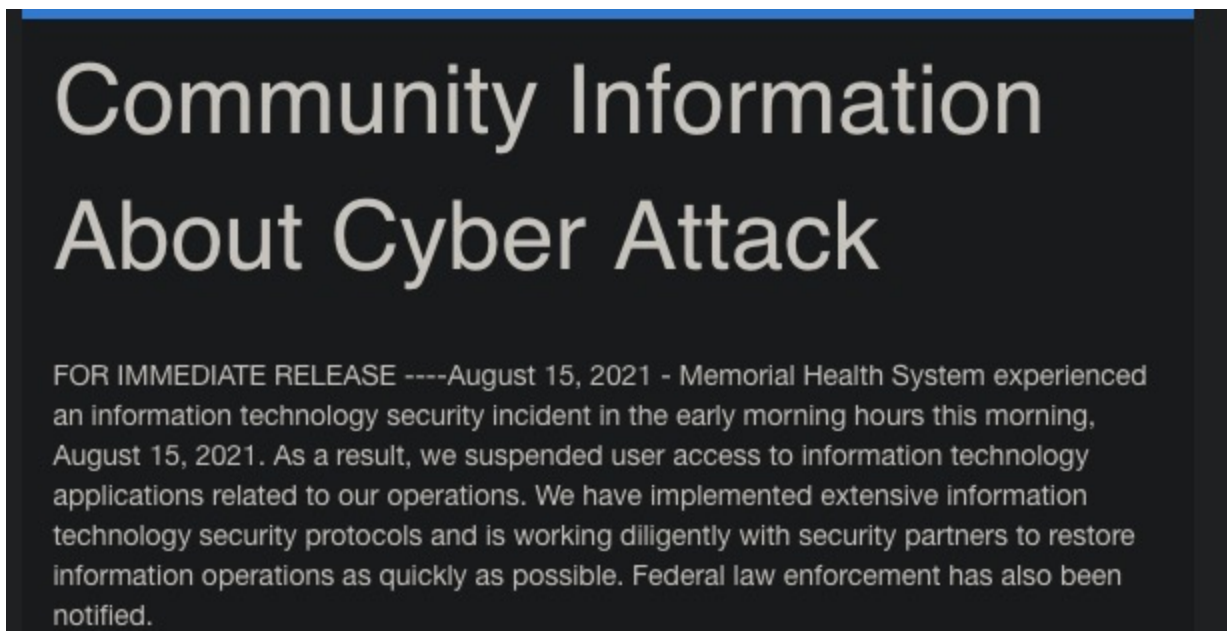 Community Information
About Cyber Attack
FOR IMMEDIATE RELEASE ----August 15, 2021 - Memorial Health System experienced
an information technology security incident in the early morning hours this morning,
August 15, 2021. As a result, we suspended user access to information technology
applications related to our operations. We have implemented extensive information
technology security protocols and is working diligently with security partners to restore
information operations as quickly as possible. Federal law enforcement has also been
notified.